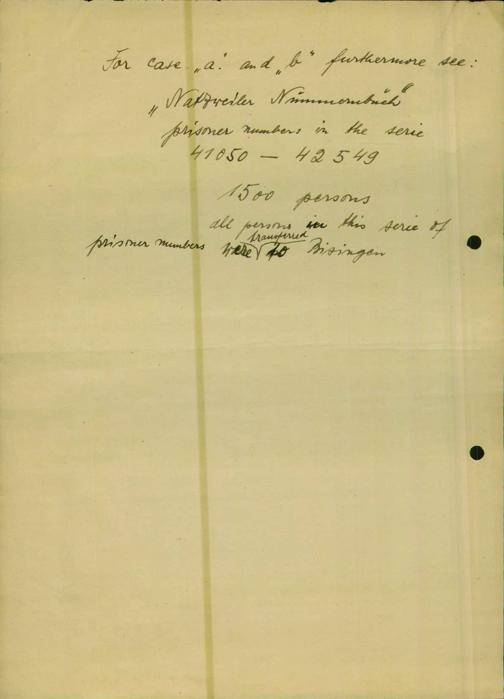 For case „a“ and „b“ furthermore see:
„Natzweiler Nummernbuch“
prisoner numbers in the serie
41050 — 42549
1500 persons
all persons in this serie of
prisoner numbers were transferred to Bisingen